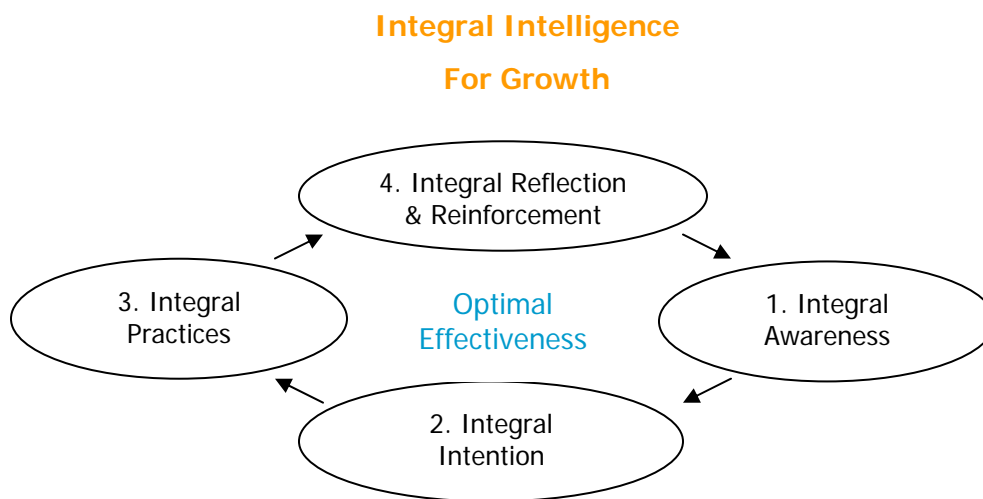 Integral Intelligence
For Growth
4. Integral Reflection
& Reinforcement
3. Integral
Practices
Optimal
Effectiveness
1. Integral
Awareness
2. Integral
Intention